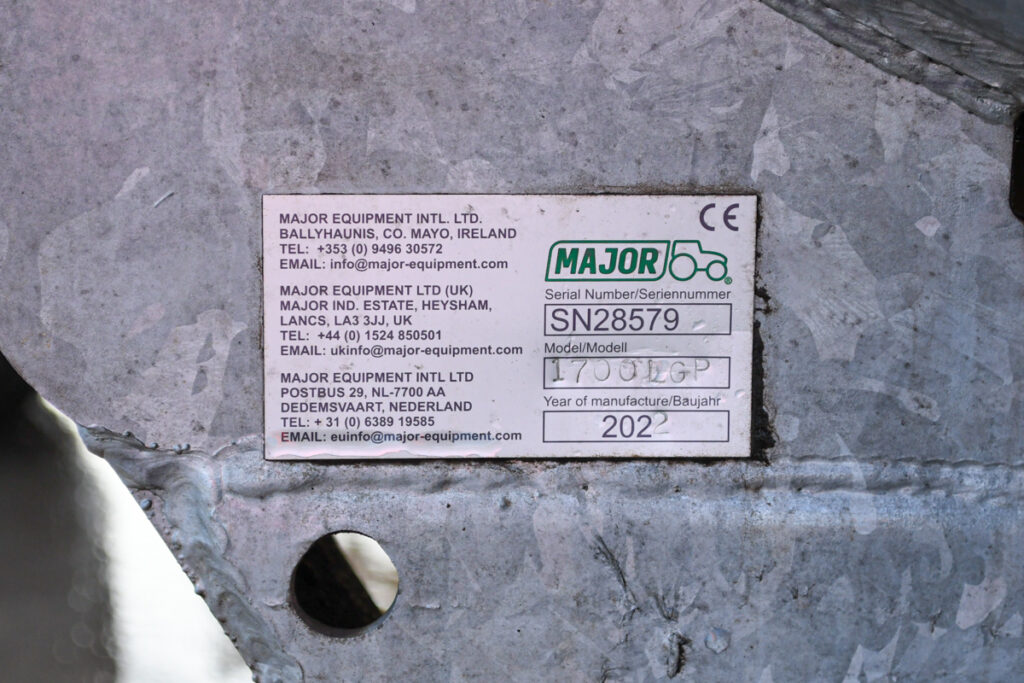 MAJOR EQUIPMENT INTL. LTD.
BALLYHAUNIS, CO. MAYO, IRELAND
TEL: +353 (0) 9496 30572
EMAIL: info@major-equipment.com
MAJOR EQUIPMENT LTD (UK)
MAJOR IND. ESTATE, HEYSHAM,
LANCS, LA3 3JJ, UK
TEL: +44 (0) 1524 850501
EMAIL: ukinfo@major-equipment.com
MAJOR EQUIPMENT INTL LTD
POSTBUS 29, NL-7700 AA
DEDEMSVAART, NEDERLAND
TEL: + 31 (0) 6389 19585
EMAIL: euinfo@major-equipment.com
CE
MAJOR
®
Serial Number/Seriennummer
SN28579
Model/Modell
1700LGP
Year of manufacture/Baujahr
2022